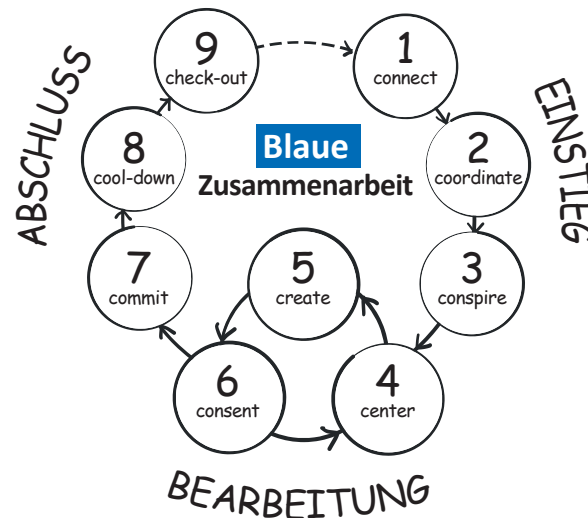 Blaue
Zusammenarbeit
EINSTIEG
1
connect
2
coordinate
3
conspire
BEARBEITUNG
4
center
5
create
6
consent
ABSCHLUSS
7
commit
8
cool-down
9
check-out